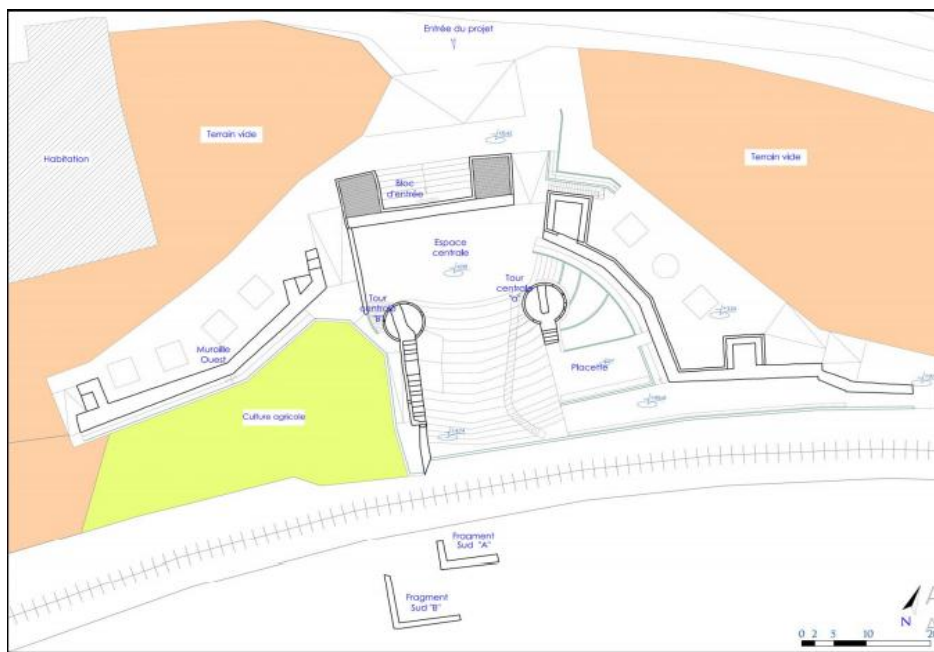 Entrée du projet
Terrain vide
Habitation
Terrain vide
Bloc
d'entrée
Espace
centrale
Tour
centrale
"B"
Tour
centrale
"a"
Muraille
Ouest
Placette
Culture agricole
Fragment
Sud "A"
Fragment
Sud "B"
N
0 2 5 10 20